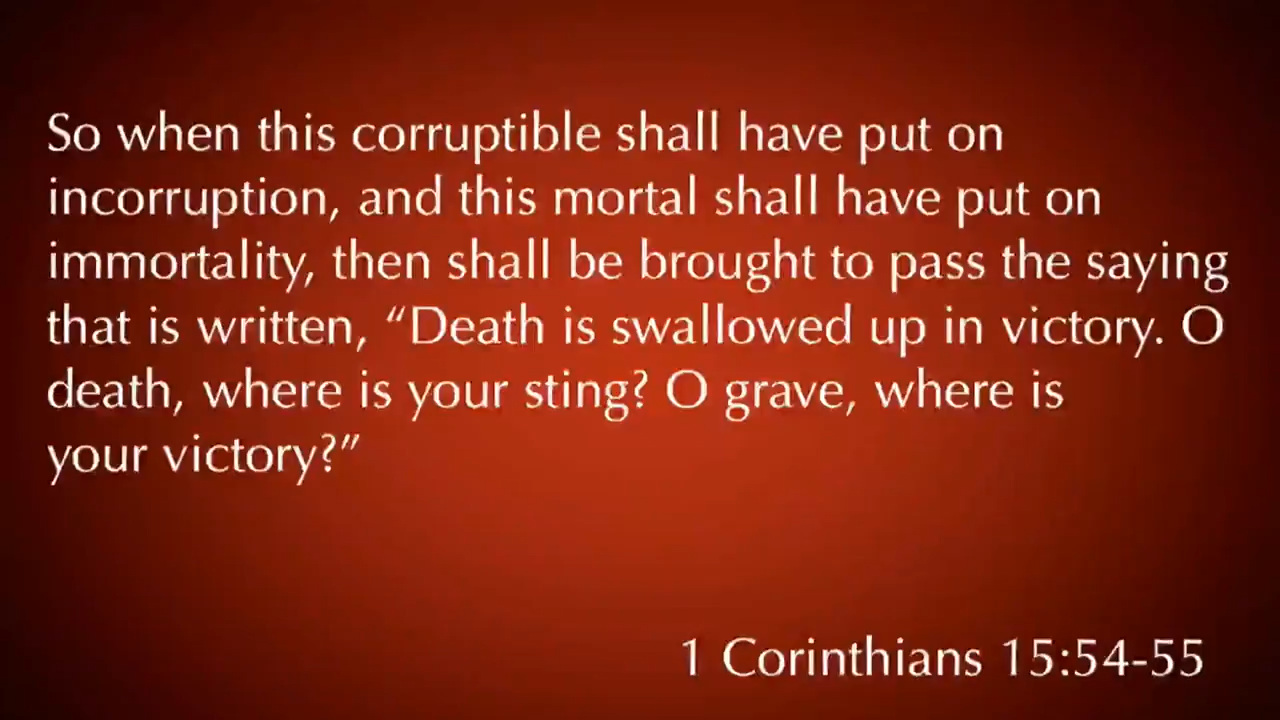 So when this corruptible shall have put on
incorruption, and this mortal shall have put on
immortality, then shall be brought to pass the saying
that is written, “Death is swallowed up in victory. O
death, where is your sting? O grave, where is
your victory?”
1 Corinthians 15:54-55